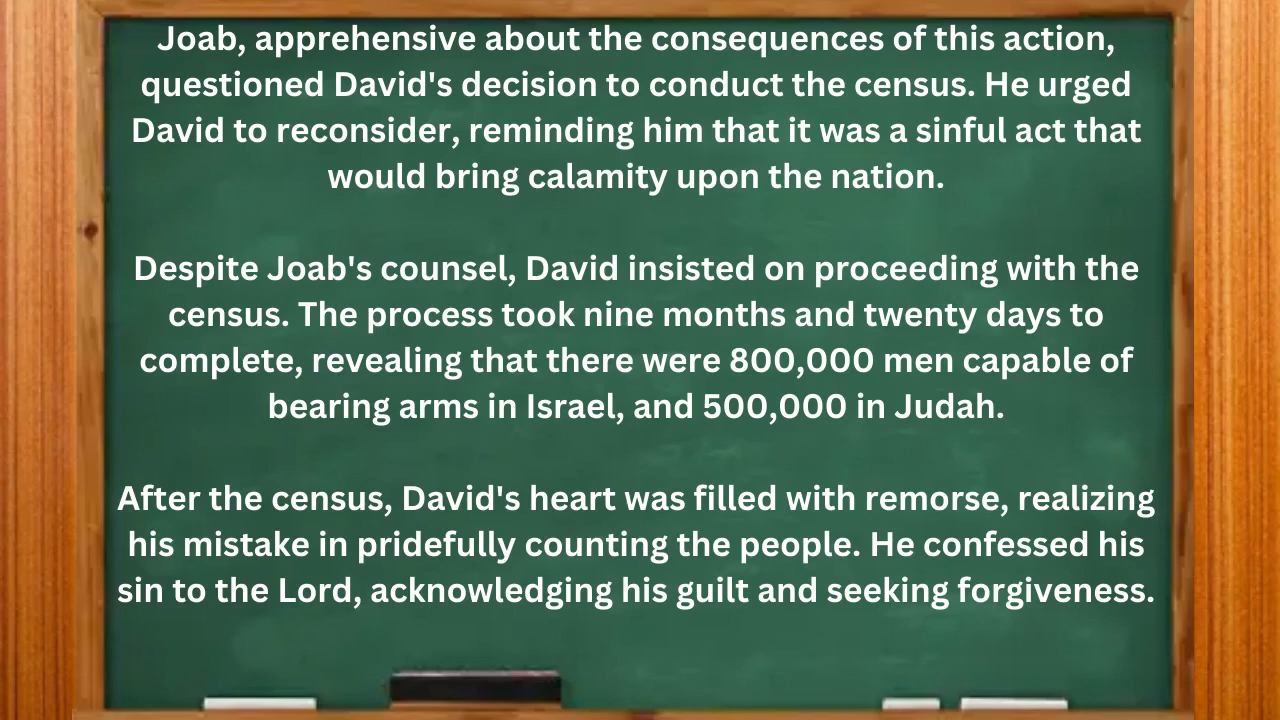 Joab, apprehensive about the consequences of this action,
questioned David's decision to conduct the census. He urged
David to reconsider, reminding him that it was a sinful act that
would bring calamity upon the nation.
Despite Joab's counsel, David insisted on proceeding with the
census. The process took nine months and twenty days to
complete, revealing that there were 800,000 men capable of
bearing arms in Israel, and 500,000 in Judah.
After the census, David's heart was filled with remorse, realizing
his mistake in pridefully counting the people. He confessed his
sin to the Lord, acknowledging his guilt and seeking forgiveness.